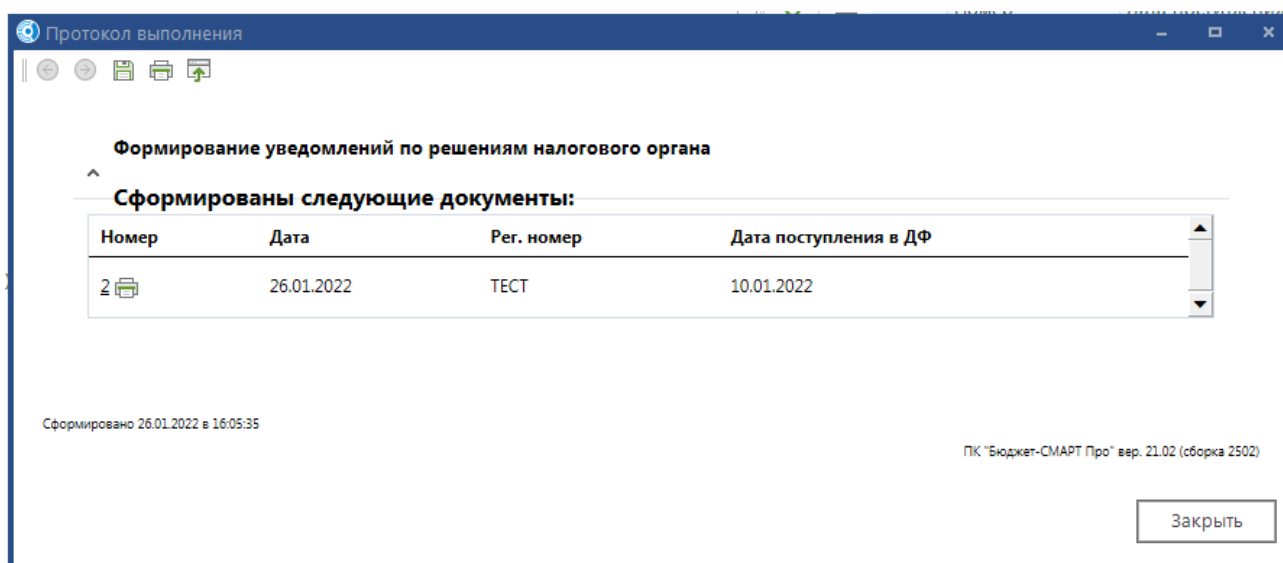 Протокол выполнения
Формирование уведомлений по решениям налогового органа
Сформированы следующие документы:
Номер Дата Рег. номер Дата поступления в ДФ
2 26.01.2022 ТЕСТ 10.01.2022
Сформировано 26.01.2022 в 16:05:35
ПК "Бюджет-СМАРТ Про" вер. 21.02 (сборка 2502)
Закрыть